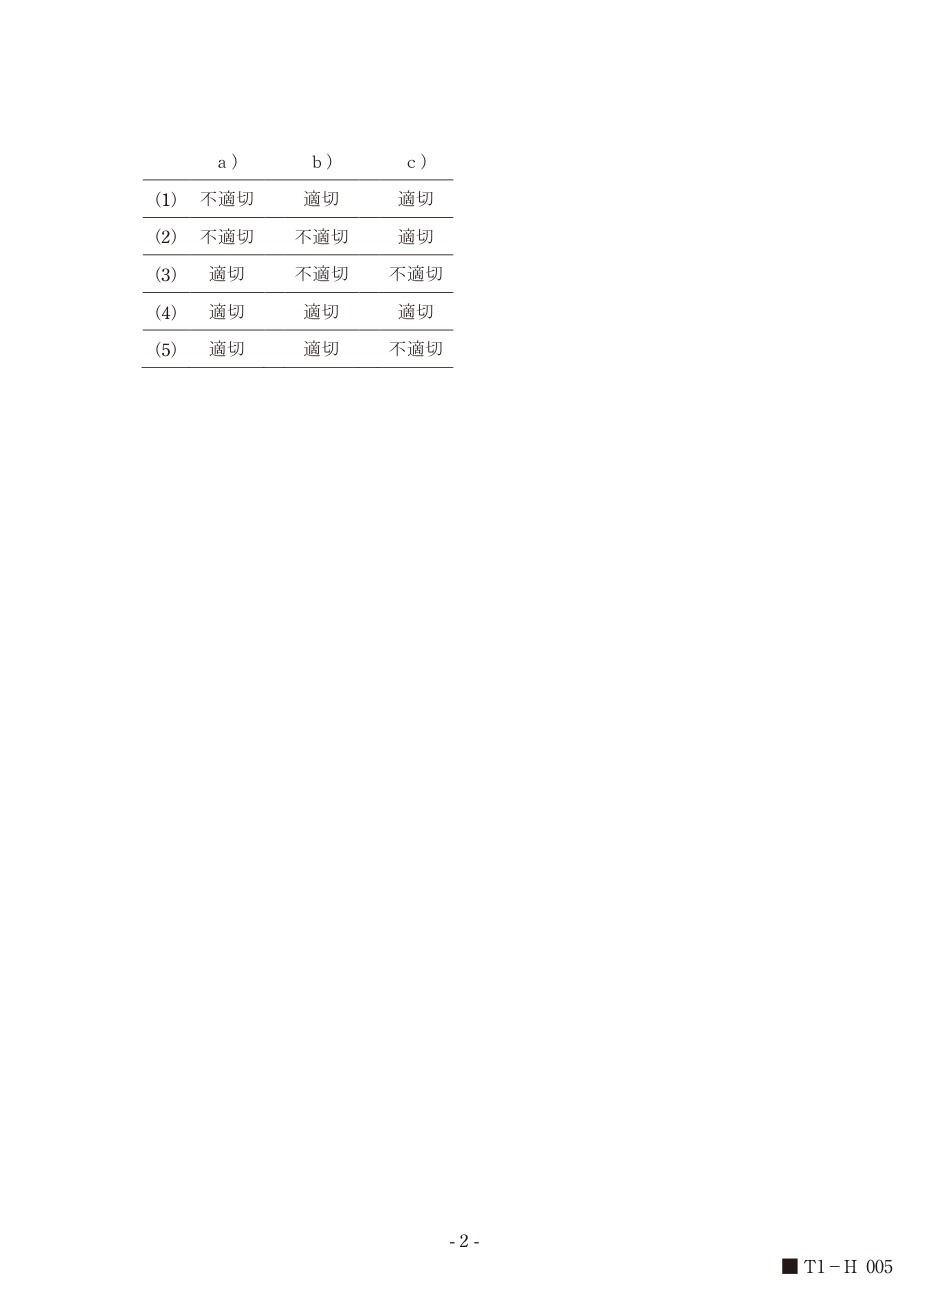 a） b） c）
(1) 不適切 適切 適切
(2) 不適切 不適切 適切
(3) 適切 不適切 不適切
(4) 適切 適切 適切
(5) 適切 適切 不適切
- 2 -
■ T1－H 005